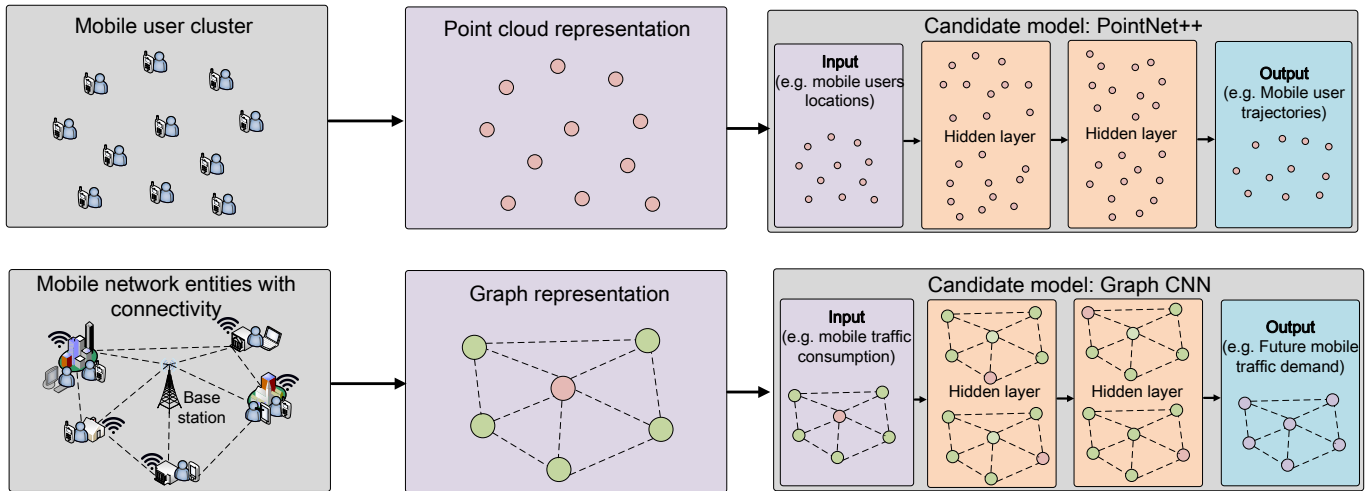 Mobile user cluster
Point cloud representation
Candidate model: PointNet++
Input
(e.g. mobile users
locations)
Hidden layer
Hidden layer
Output
(e.g. Mobile user
trajectories)
Mobile network entities with
connectivity
Base
station
Graph representation
Candidate model: Graph CNN
Input
(e.g. mobile traffic
consumption)
Hidden layer
Hidden layer
Output
(e.g. Future mobile
traffic demand)